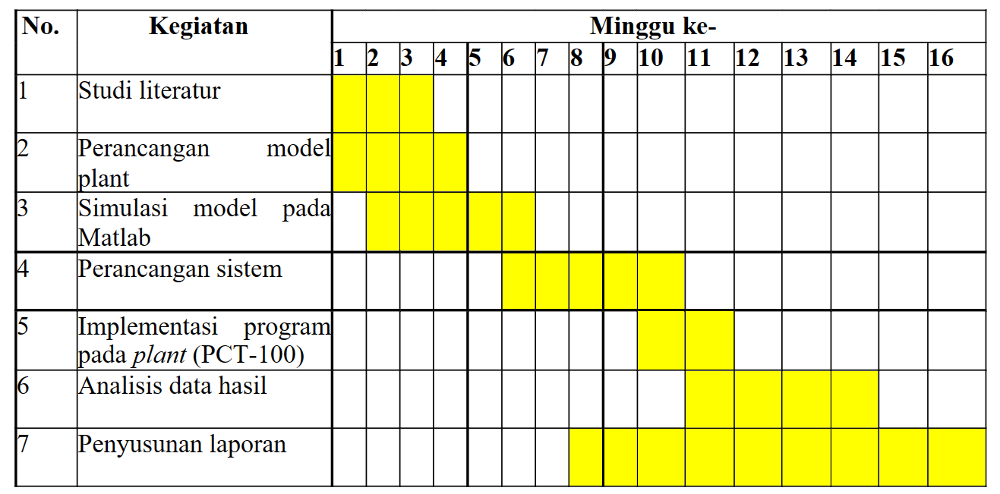 No. Kegiatan Minggu ke-
1 2 3 4 5 6 7 8 9 10 11 12 13 14 15 16
1 Studi literatur
2 Perancangan model
plant
3 Simulasi model pada
Matlab
4 Perancangan sistem
5 Implementasi program
pada plant (PCT-100)
6 Analisis data hasil
7 Penyusunan laporan